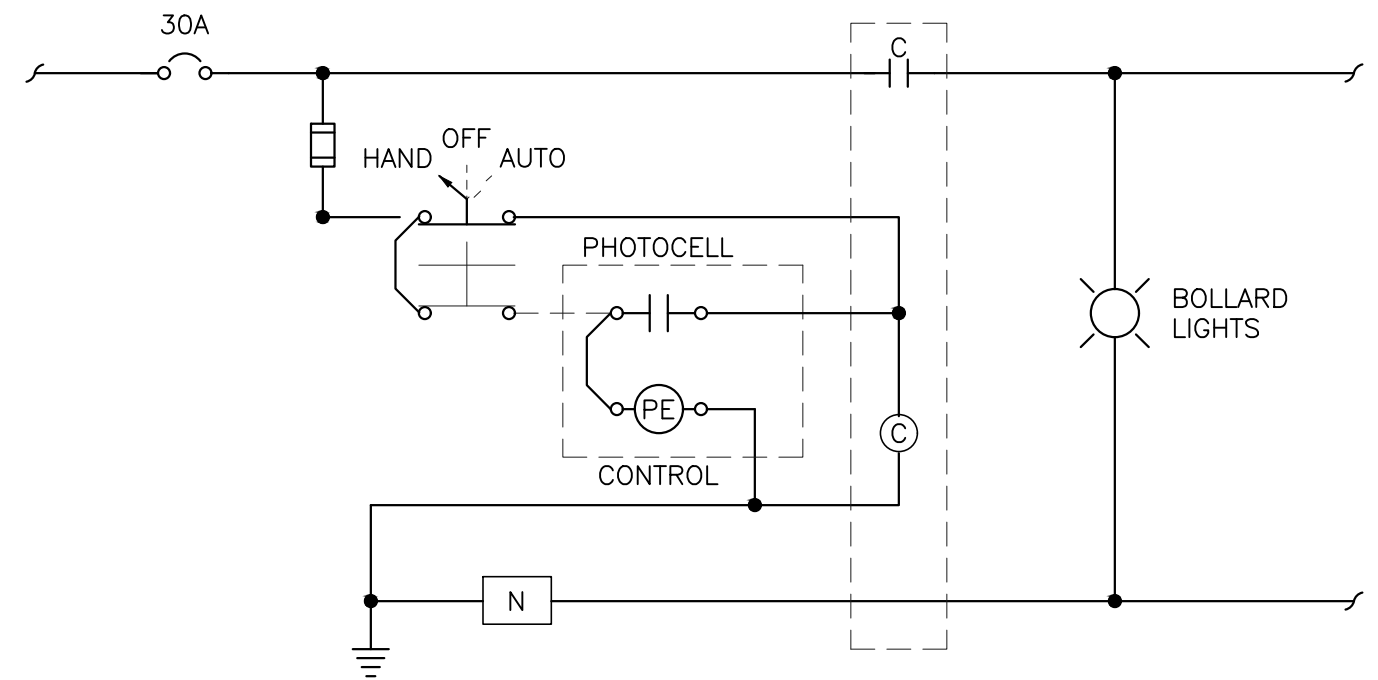 30A
C
OFF
HAND
AUTO
PHOTOCELL
BOLLARD
LIGHTS
PE
C
CONTROL
N